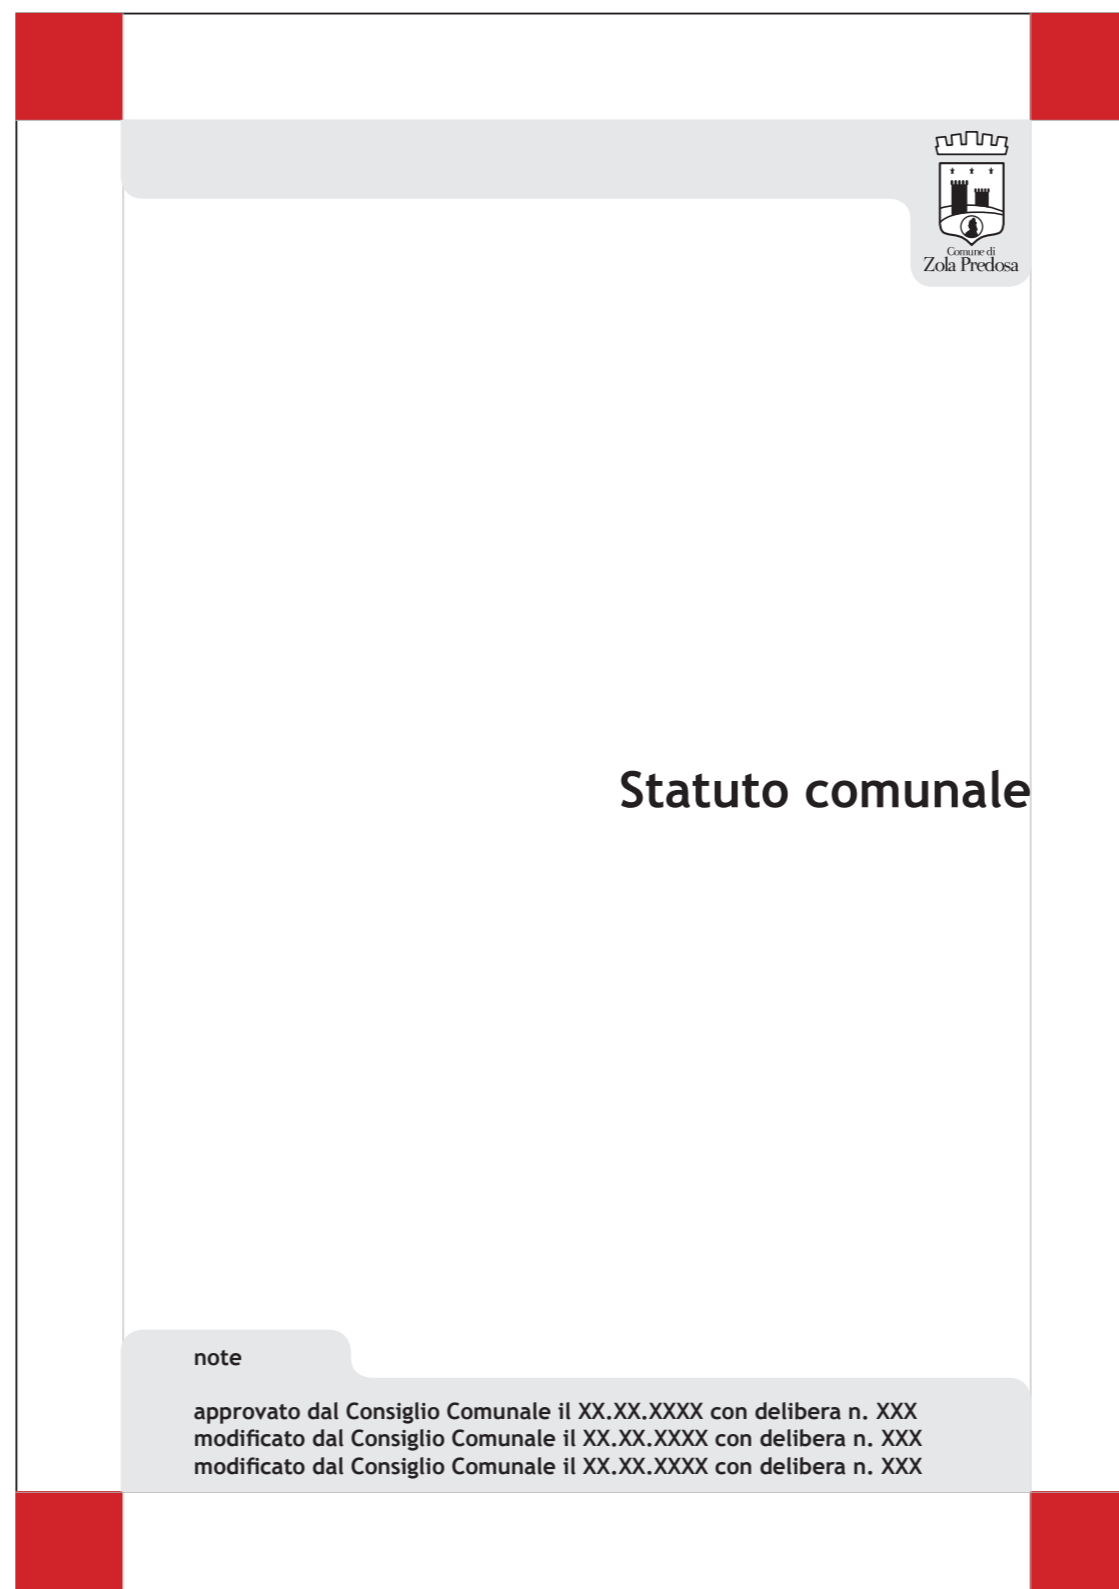 Comune di
Zola Predosa
Statuto comunale
note
approvato dal Consiglio Comunale il XX.XX.XXXX con delibera n. XXX
modificato dal Consiglio Comunale il XX.XX.XXXX con delibera n. XXX
modificato dal Consiglio Comunale il XX.XX.XXXX con delibera n. XXX